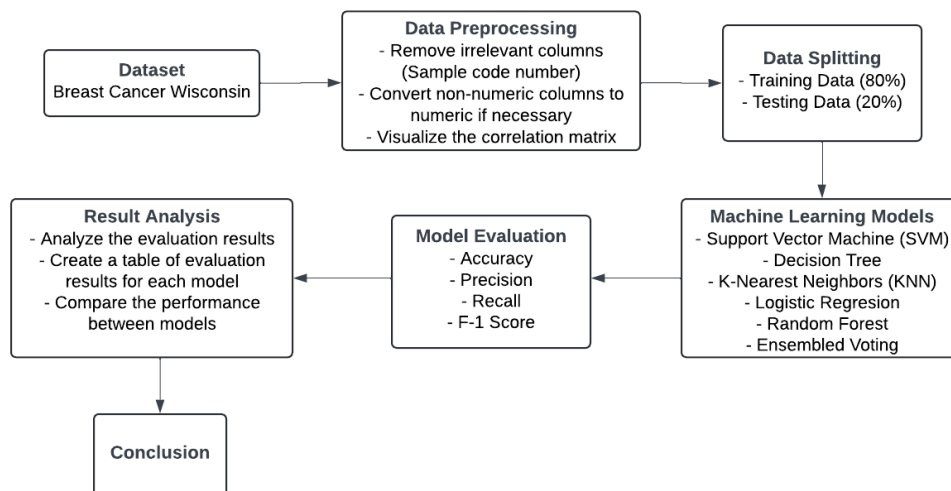 Dataset
Breast Cancer Wisconsin
Data Preprocessing
- Remove irrelevant columns
(Sample code number)
- Convert non-numeric columns to
numeric if necessary
- Visualize the correlation matrix
Data Splitting
- Training Data (80%)
- Testing Data (20%)
Machine Learning Models
- Support Vector Machine (SVM)
- Decision Tree
- K-Nearest Neighbors (KNN)
- Logistic Regresion
- Random Forest
- Ensembled Voting
Model Evaluation
- Accuracy
- Precision
- Recall
- F-1 Score
Result Analysis
- Analyze the evaluation results
- Create a table of evaluation
results for each model
- Compare the performance
between models
Conclusion